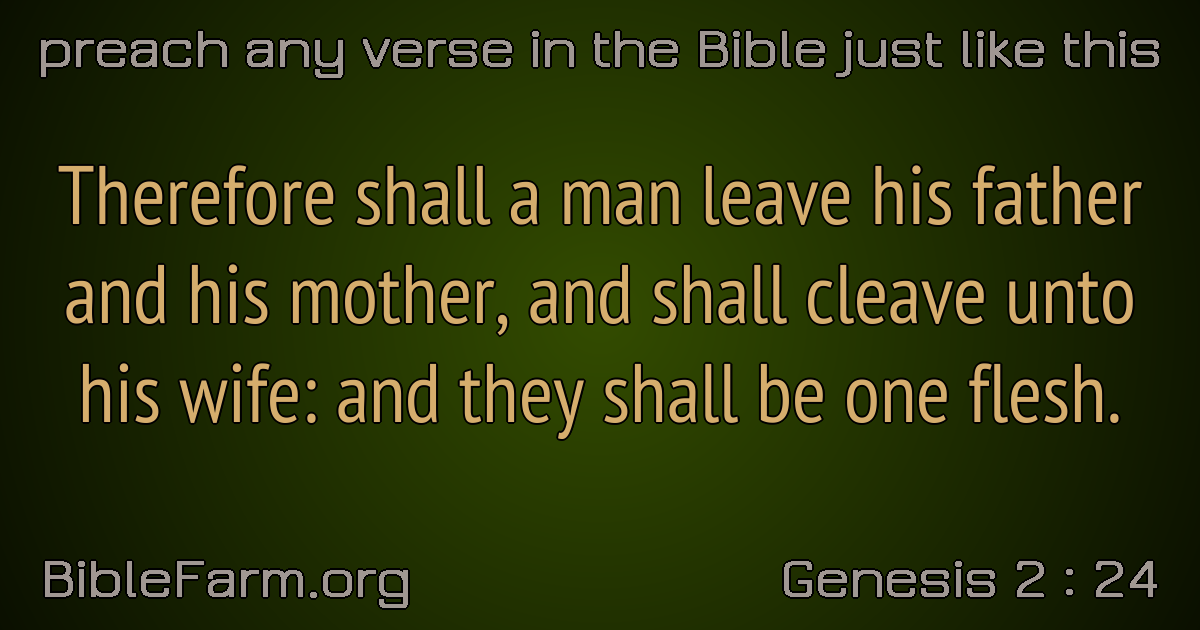 preach any verse in the Bible just like this
Therefore shall a man leave his father
and his mother, and shall cleave unto
his wife: and they shall be one flesh.
BibleFarm.org
Genesis 2 : 24